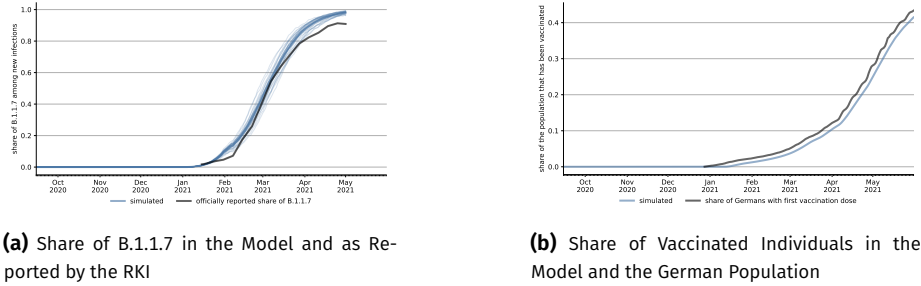 share of B.1.1.7 among new infections
1.0
0.8
0.6
0.4
0.2
0.0
Oct
2020
Nov
2020
Dec
2020
Jan
2021
Feb
2021
Mar
2021
Apr
2021
May
2021
simulated
officially reported share of B.1.1.7
(a) Share of B.1.1.7 in the Model and as Re-
ported by the RKI
share of the population that has been vaccinated
0.4
0.3
0.2
0.1
0.0
Oct
2020
Nov
2020
Dec
2020
Jan
2021
Feb
2021
Mar
2021
Apr
2021
May
2021
simulated
share of Germans with first vaccination dose
(b) Share of Vaccinated Individuals in the
Model and the German Population